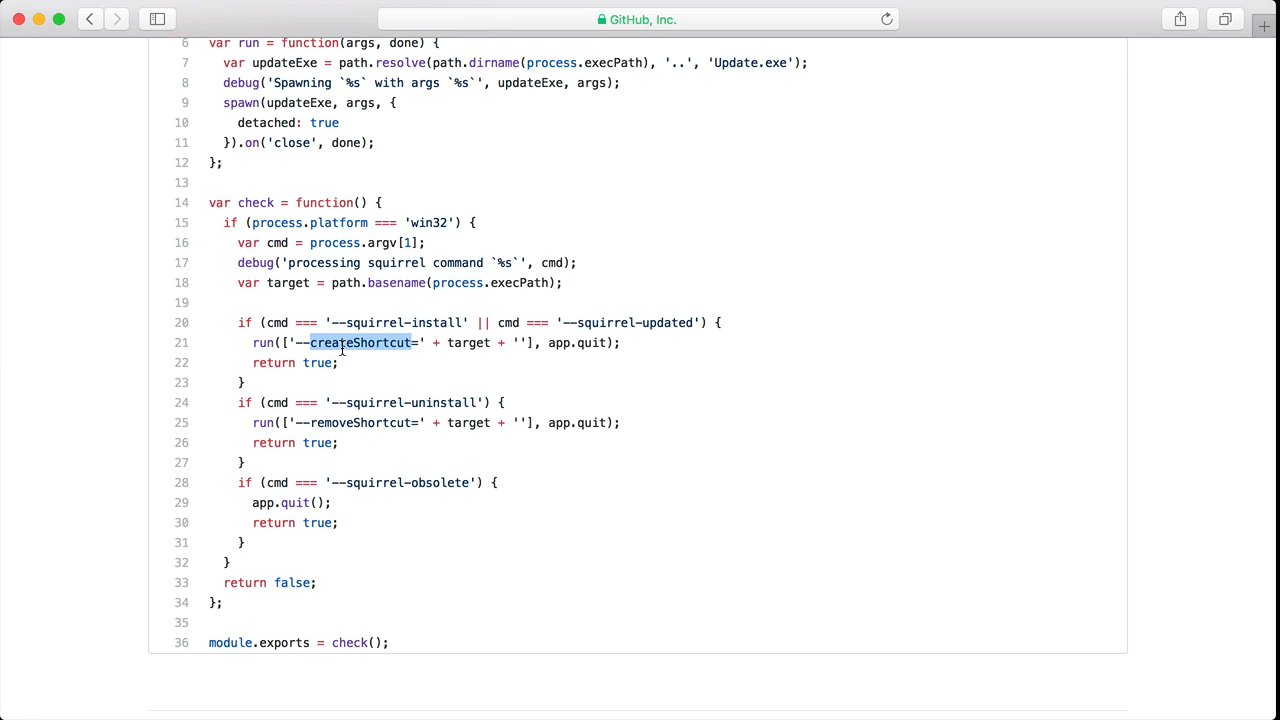 GitHub, Inc.
6 var run = function(args, done) {
7 var updateExe = path.resolve(path.dirname(process.execPath), '..', 'Update.exe');
8 debug('Spawning `%s` with args `%s`', updateExe, args);
9 spawn(updateExe, args, {
10 detached: true
11 }).on('close', done);
12 };
13
14 var check = function() {
15 if (process.platform === 'win32') {
16 var cmd = process.argv[1];
17 debug('processing squirrel command `%s`', cmd);
18 var target = path.basename(process.execPath);
19
20 if (cmd === '--squirrel-install' || cmd === '--squirrel-updated') {
21 run(['--createShortcut=' + target + ''], app.quit);
22 return true;
23 }
24 if (cmd === '--squirrel-uninstall') {
25 run(['--removeShortcut=' + target + ''], app.quit);
26 return true;
27 }
28 if (cmd === '--squirrel-obsolete') {
29 app.quit();
30 return true;
31 }
32 }
33 return false;
34 };
35
36 module.exports = check();